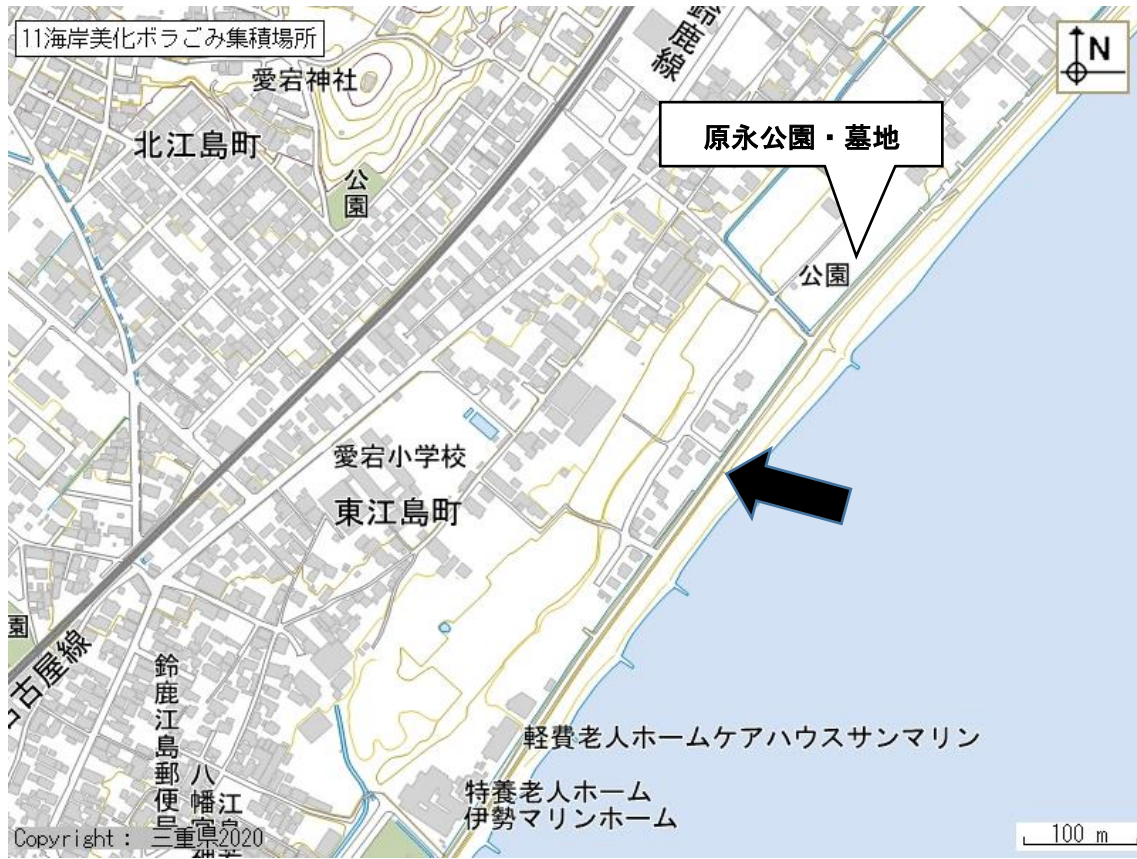 11海岸美化ボラごみ集積場所
鈴鹿線
N
愛宕神社
北江島町
原永公園・墓地
公園
公園
愛宕小学校
東江島町
園
古屋線
鈴鹿江島郵便局
八幡宮
軽費老人ホームケアハウスサンマリン
特養老人ホーム
伊勢マリンホーム
Copyright : 三重県2020
100 m